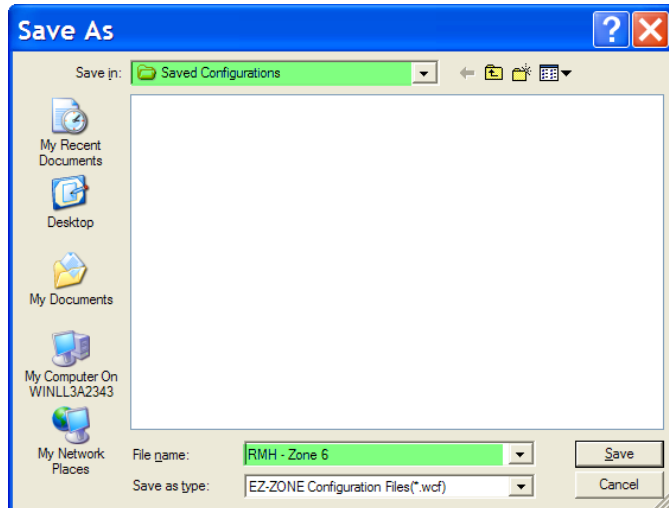 Save As
Save in: Saved Configurations
My Recent
Documents
Desktop
My Documents
My Computer On
WINLL3A2343
My Network
Places
File name: RMH - Zone 6
Save
Save as type: EZ-ZONE Configuration Files(*.wcf)
Cancel